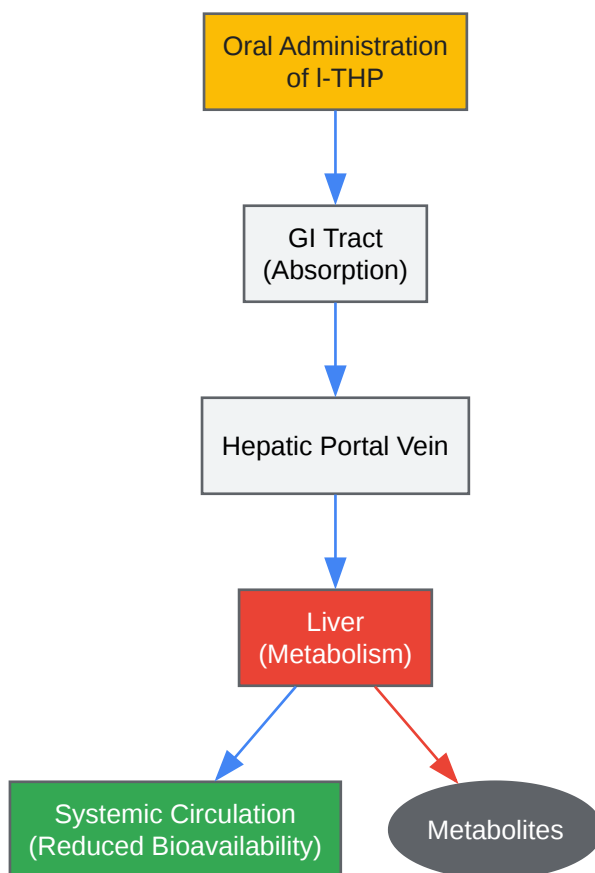 Oral Administration
of l-THP
GI Tract
(Absorption)
Hepatic Portal Vein
Liver
(Metabolism)
Systemic Circulation
(Reduced Bioavailability)
Metabolites